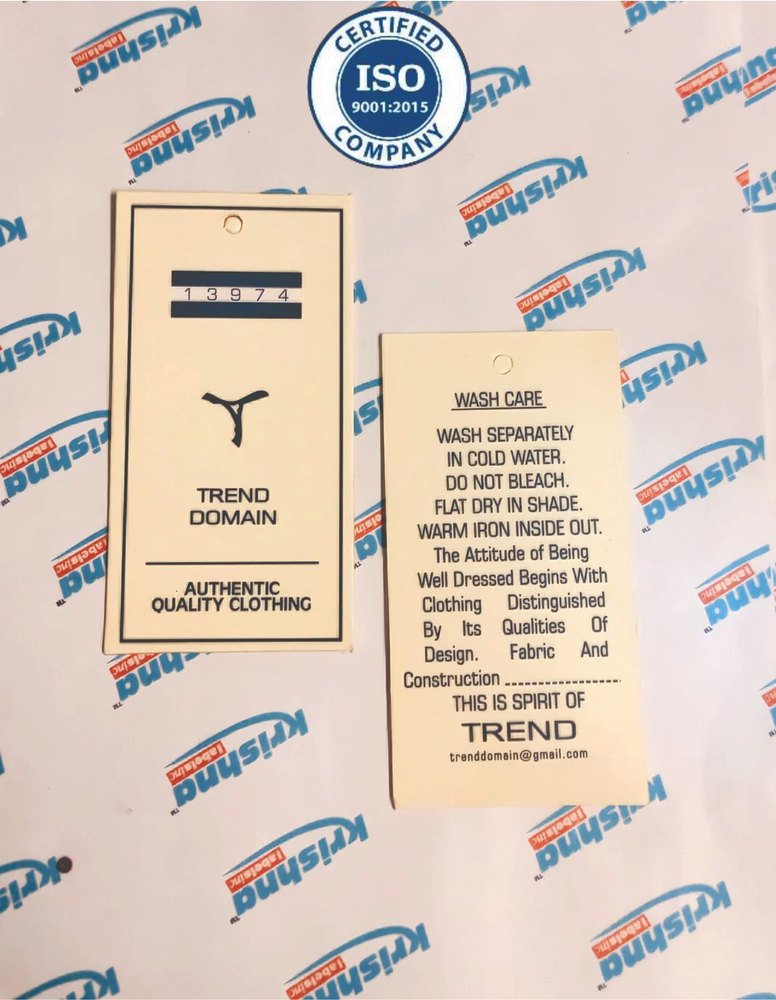 CERTIFIED
ISO
9001:2015
COMPANY
13974
TREND
DOMAIN
AUTHENTIC
QUALITY CLOTHING
WASH CARE
WASH SEPARATELY
IN COLD WATER.
DO NOT BLEACH.
FLAT DRY IN SHADE.
WARM IRON INSIDE OUT.
The Attitude of Being
Well Dressed Begins With
Clothing Distinguished
By Its Qualities Of
Design. Fabric And
Construction
THIS IS SPIRIT OF
TREND
trenddomain@gmail.com
Krishna
Labelsinc
TM